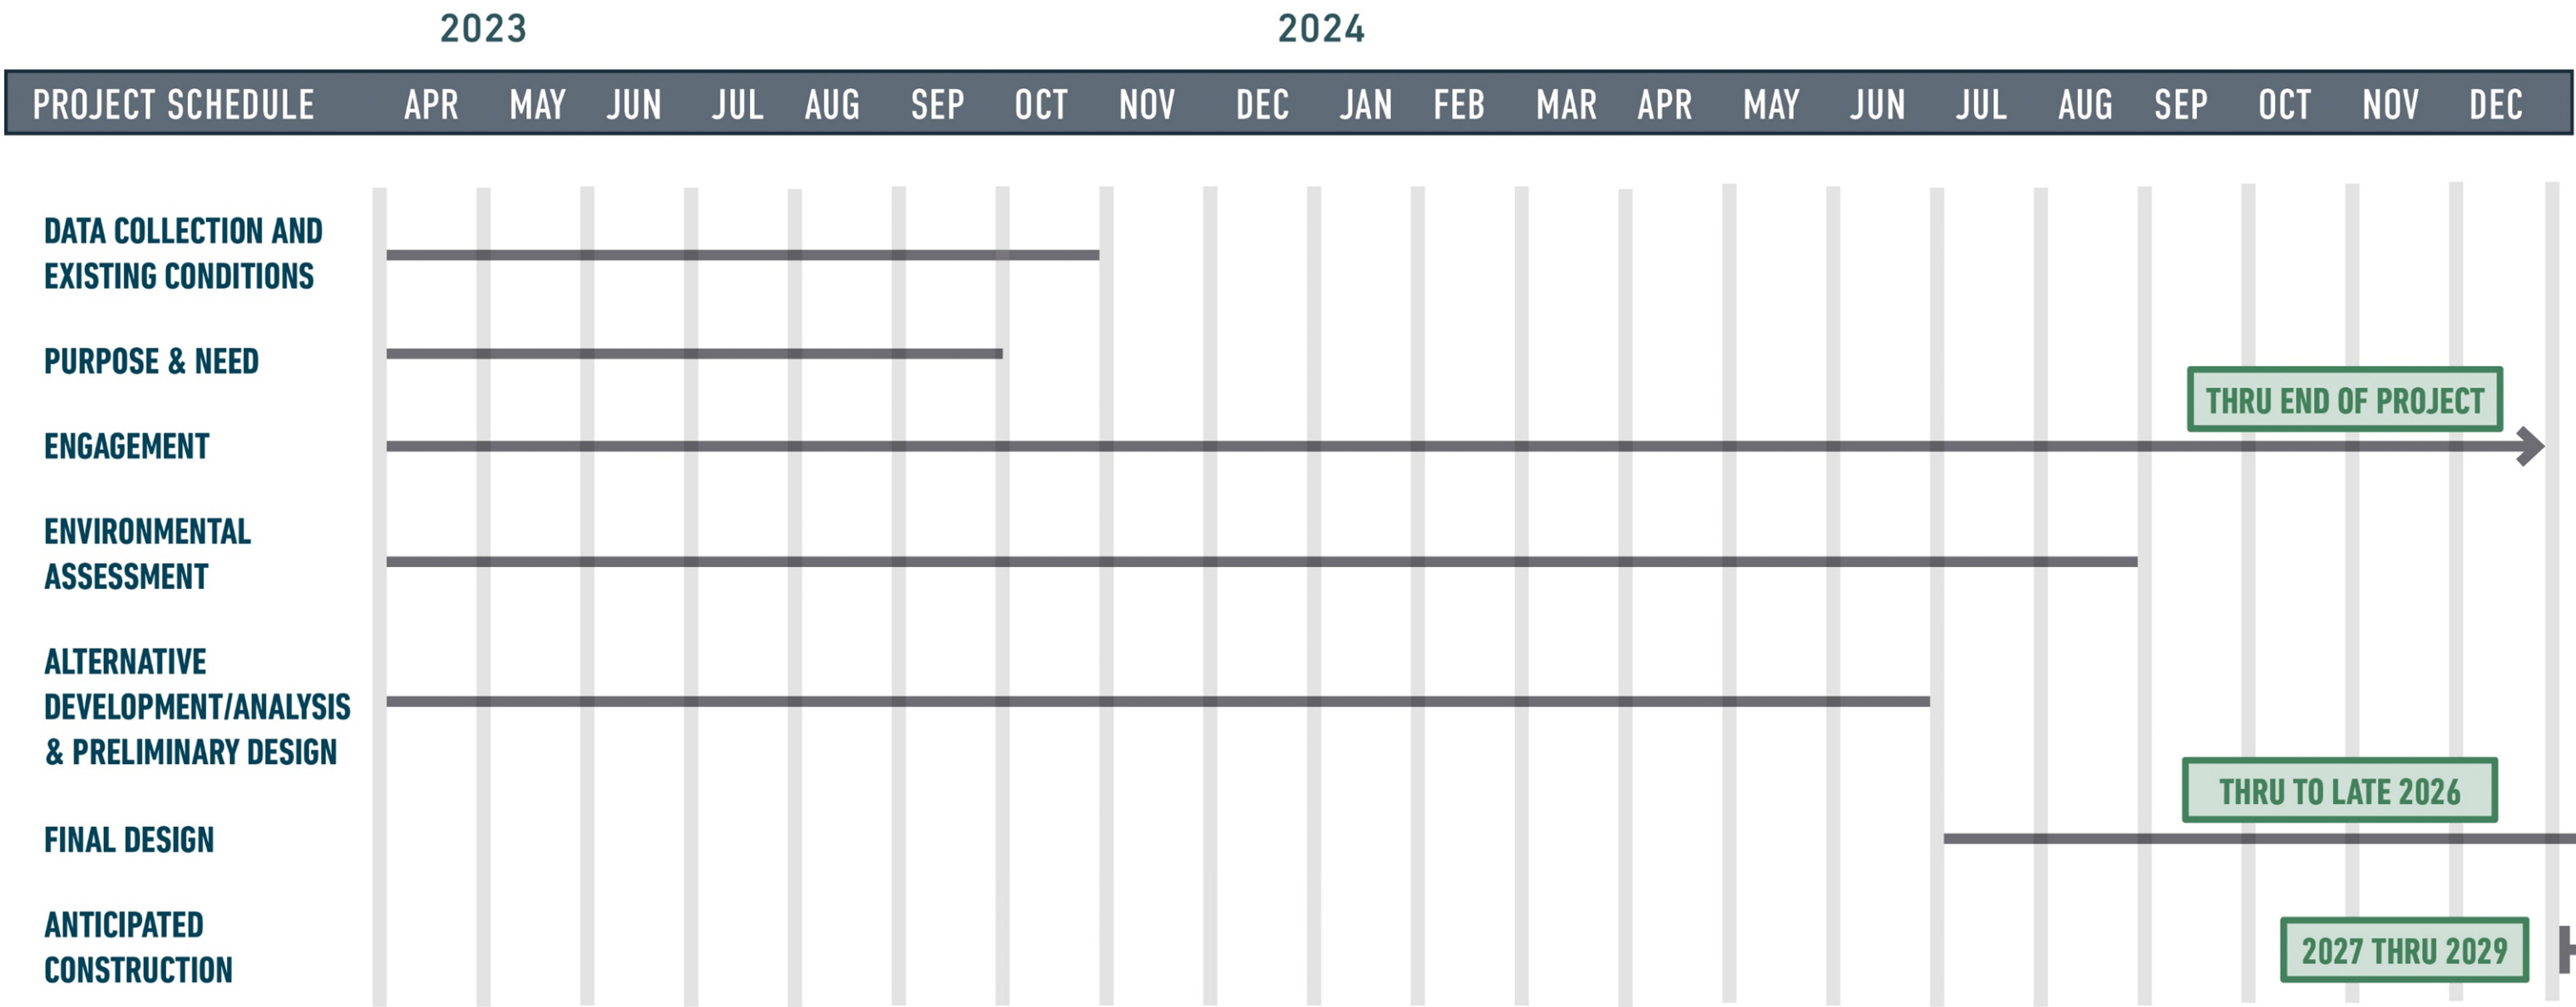 2023 2024
PROJECT SCHEDULE APR MAY JUN JUL AUG SEP OCT NOV DEC JAN FEB MAR APR MAY JUN JUL AUG SEP OCT NOV DEC
DATA COLLECTION AND
EXISTING CONDITIONS
PURPOSE & NEED
THRU END OF PROJECT
ENGAGEMENT
ENVIRONMENTAL
ASSESSMENT
ALTERNATIVE
DEVELOPMENT/ANALYSIS
& PRELIMINARY DESIGN
THRU TO LATE 2026
FINAL DESIGN
ANTICIPATED
CONSTRUCTION
2027 THRU 2029